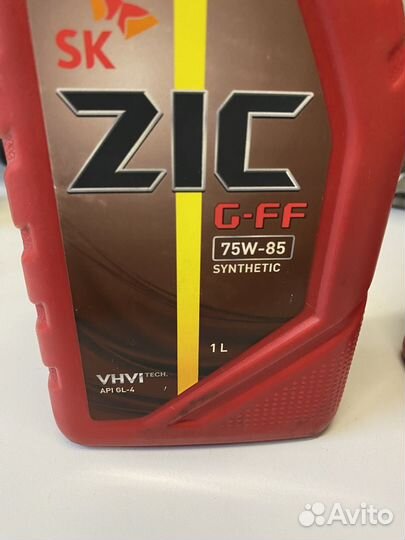 SK
ZIC
G-FF
75W-85
SYNTHETIC
1 L
VHVI TECH.
API GL-4
Avito